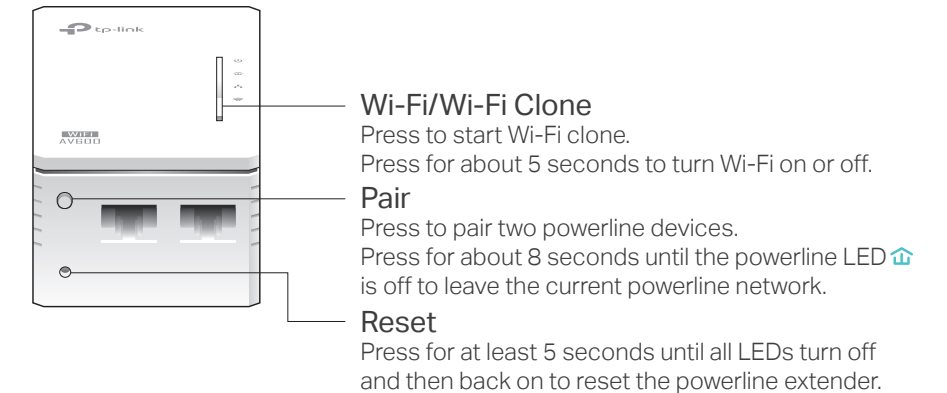 tp-link
WiFi
AV600
Wi-Fi/Wi-Fi Clone
Press to start Wi-Fi clone.
Press for about 5 seconds to turn Wi-Fi on or off.
Pair
Press to pair two powerline devices.
Press for about 8 seconds until the powerline LED
is off to leave the current powerline network.
Reset
Press for at least 5 seconds until all LEDs turn off
and then back on to reset the powerline extender.